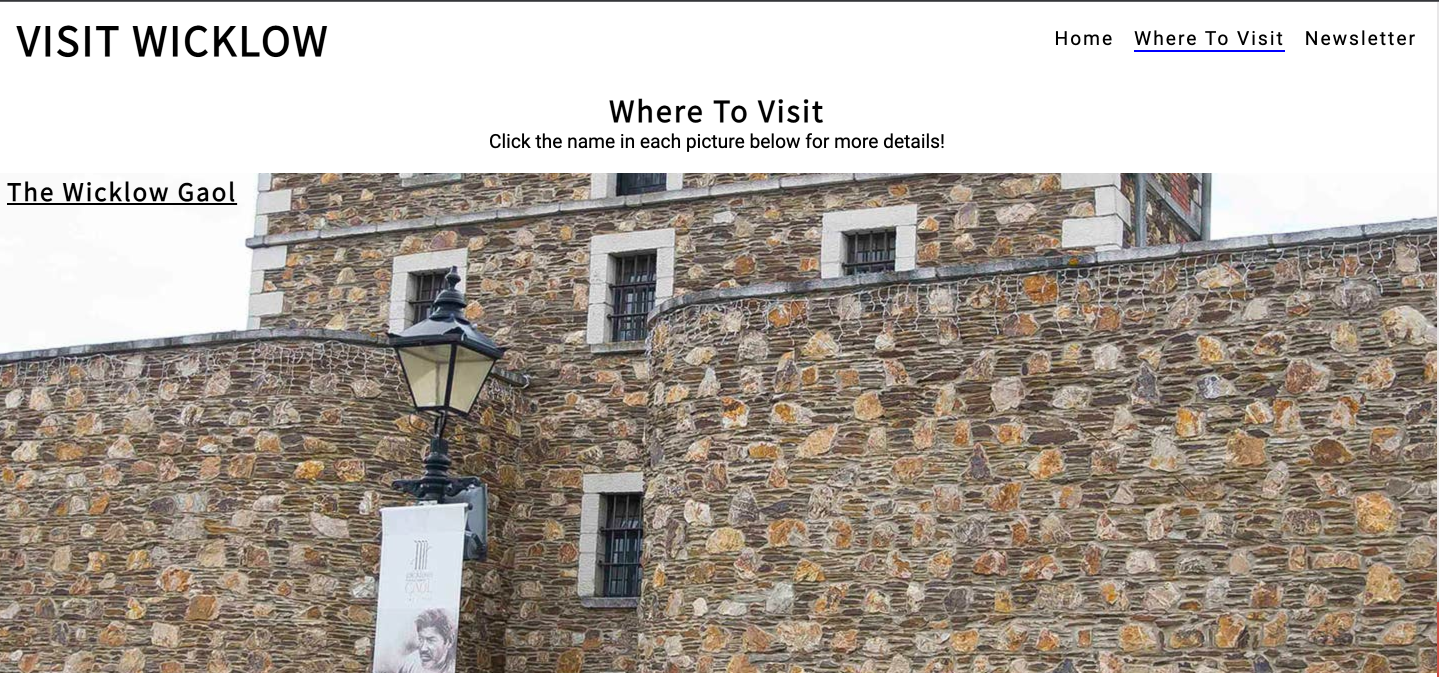 VISIT WICKLOW
Home Where To Visit Newsletter
Where To Visit
Click the name in each picture below for more details!
The Wicklow Gaol
GAOL